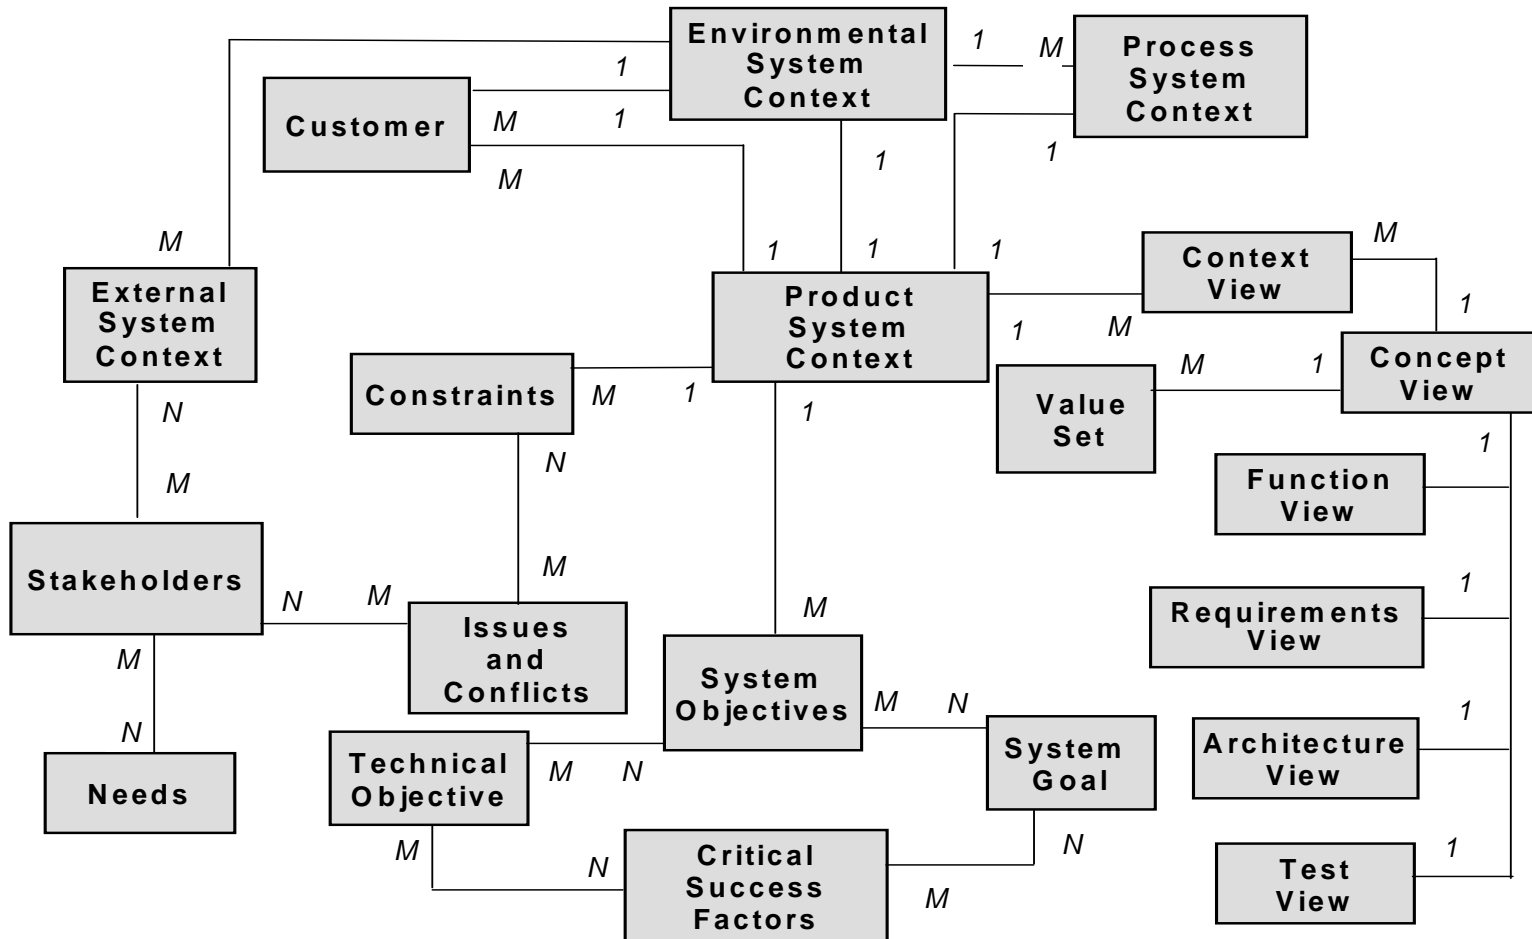 Environmental
System
Context
1
M
Process
System
Context
1
Customer
M
1
M
1
1
M
1
1
1
Context
View
M
External
System
Context
Product
System
Context
1
M
1
Concept
View
Constraints
M
1
1
Value
Set
M
1
N
N
1
Function
View
M
Stakeholders
N
M
M
Issues
and
Conflicts
M
System
Objectives
M
N
1
Requirements
View
M
N
Needs
Technical
Objective
M
N
System
Goal
1
Architecture
View
M
N
Critical
Success
Factors
M
N
1
Test
View